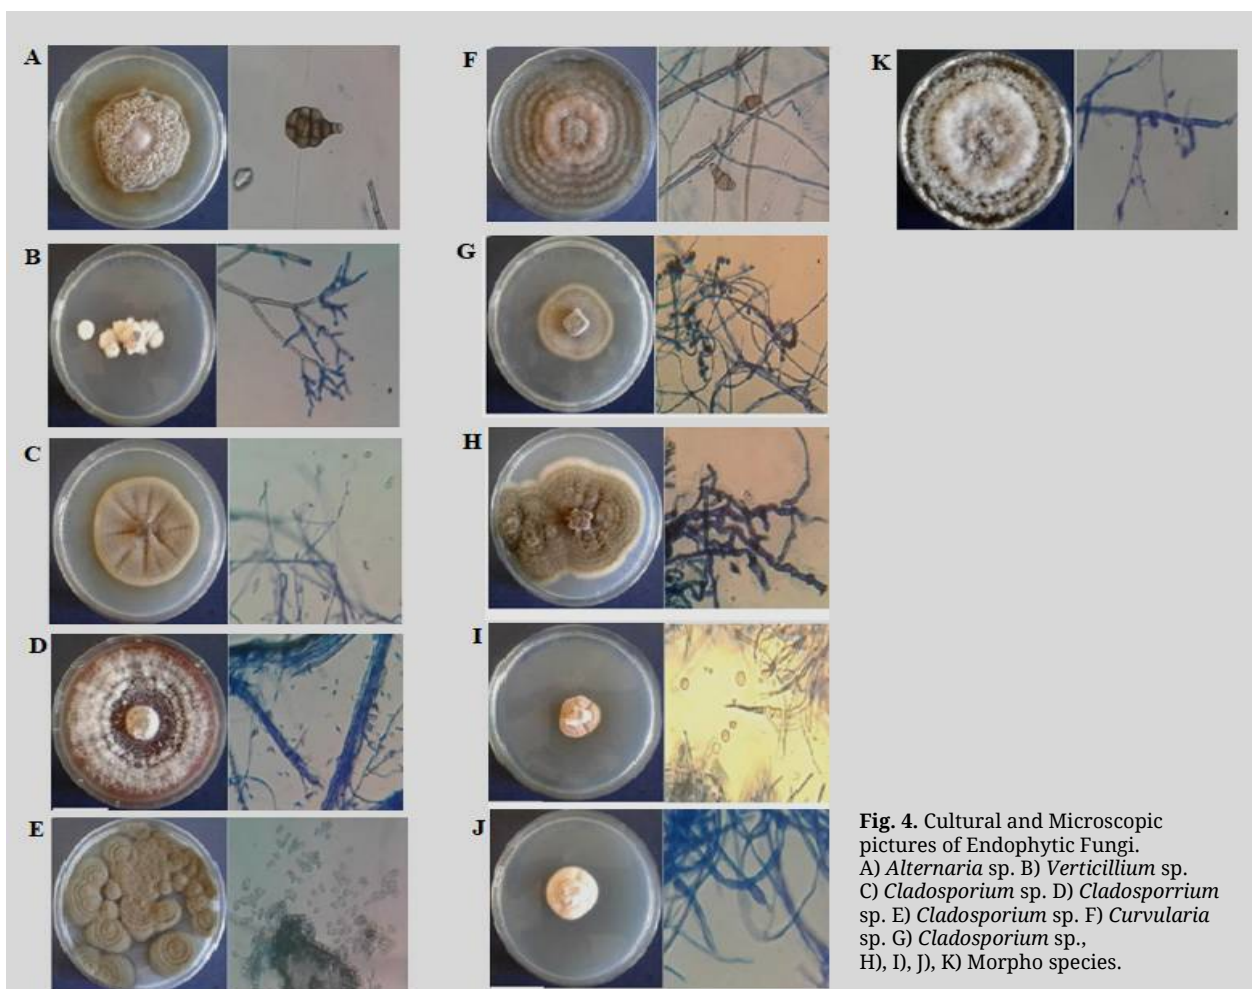 A
B
C
D
E
F
G
H
I
J
K
Fig. 4. Cultural and Microscopic
pictures of Endophytic Fungi.
A) Alternaria sp. B) Verticillium sp.
C) Cladosporium sp. D) Cladosporrium
sp. E) Cladosporium sp. F) Curvularia
sp. G) Cladosporium sp.,
H), I), J), K) Morpho species.